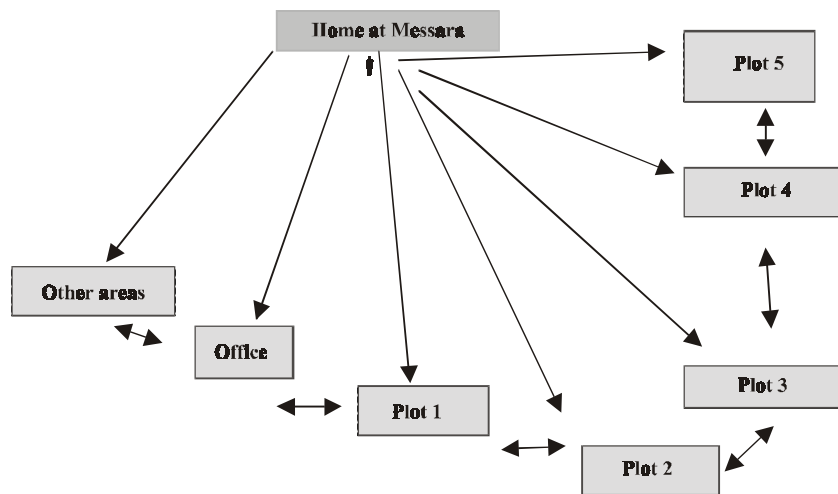 Home at Messara
Plot 5
Plot 4
Other areas
Office
Plot 3
Plot 1
Plot 2